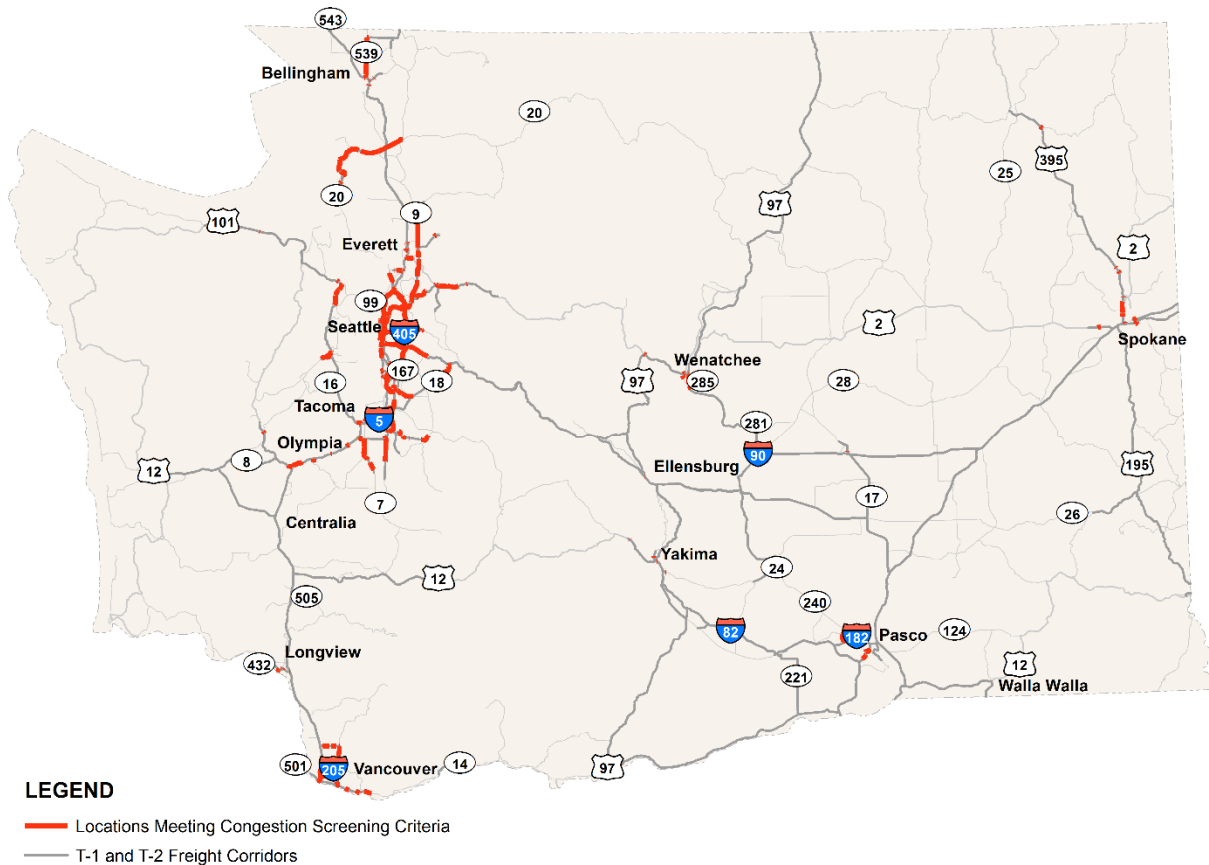 543
539
Bellingham
20
395
25
20
97
101
9
2
Everett
99
Seattle
405
2
Wenatchee
Spokane
167
18
97
285
28
16
Tacoma
5
281
Olympia
90
8
12
Ellensburg
195
17
7
26
Centralia
Yakima
24
12
505
240
82
182
Pasco
124
Longview
432
12
221
Walla Walla
501
205
Vancouver
14
97
LEGEND
Locations Meeting Congestion Screening Criteria
T-1 and T-2 Freight Corridors